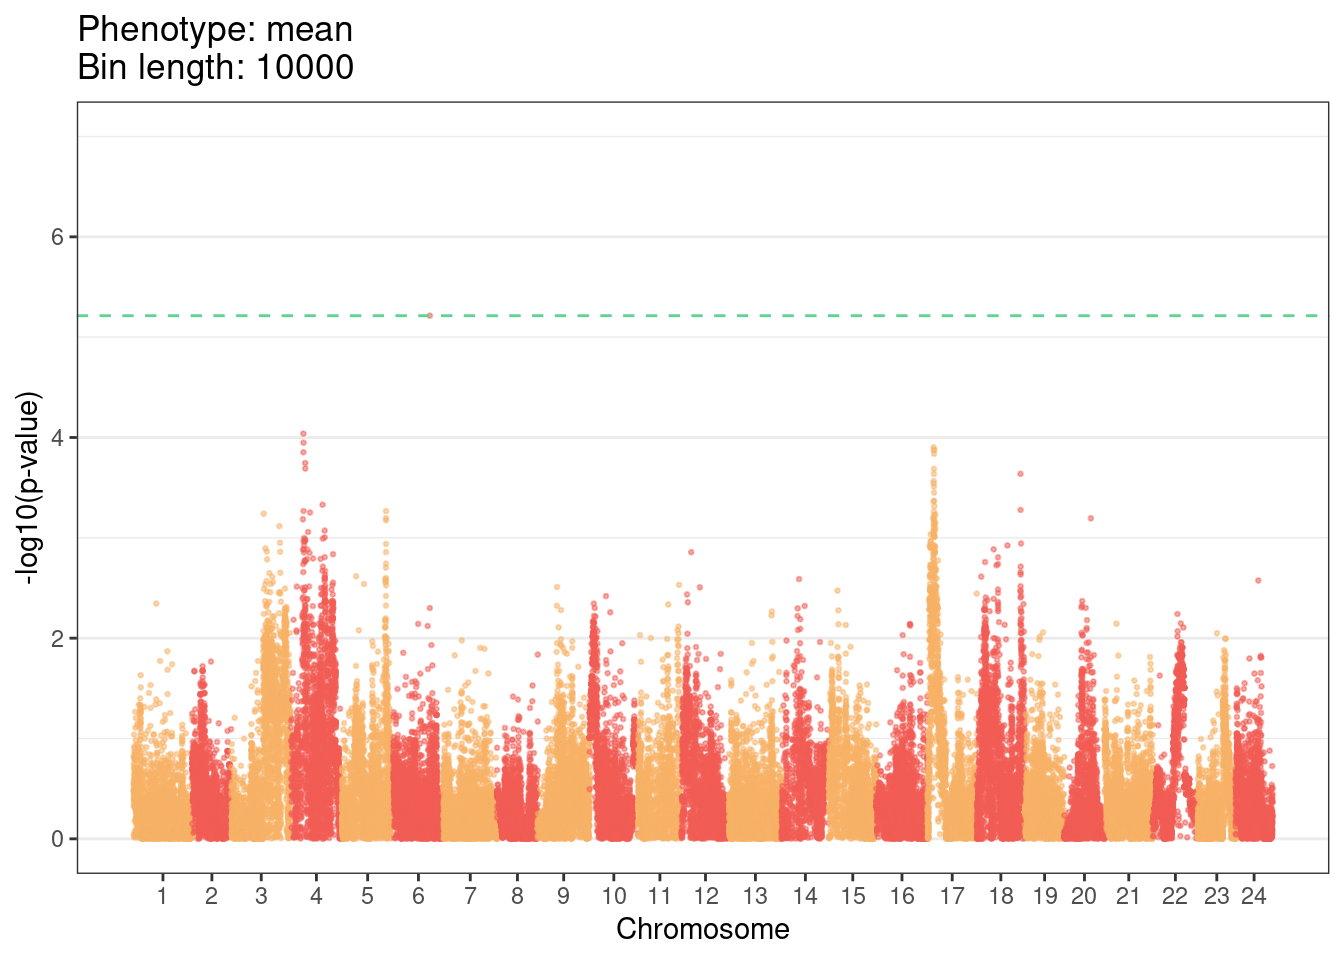 Phenotype: mean
Bin length: 10000
6
4
2
0
-log10(p-value)
1 2 3 4 5 6 7 8 9 10 11 12 13 14 15 16 17 18 19 20 21 22 23 24
Chromosome